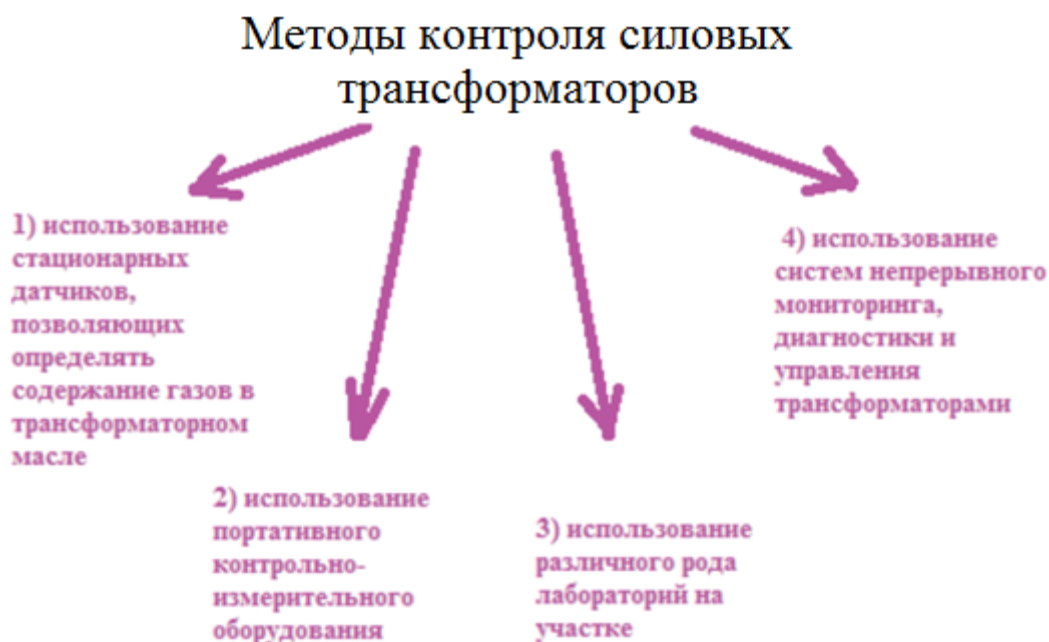 Методы контроля силовых
трансформаторов
1) использование
стационарных
датчиков,
позволяющих
определять
содержание газов в
трансформаторном
масле
2) использование
портативного
контрольно-
измерительного
оборудования
3) использование
различного рода
лабораторий на
участке
4) использование
систем непрерывного
мониторинга,
диагностики и
управления
трансформаторами